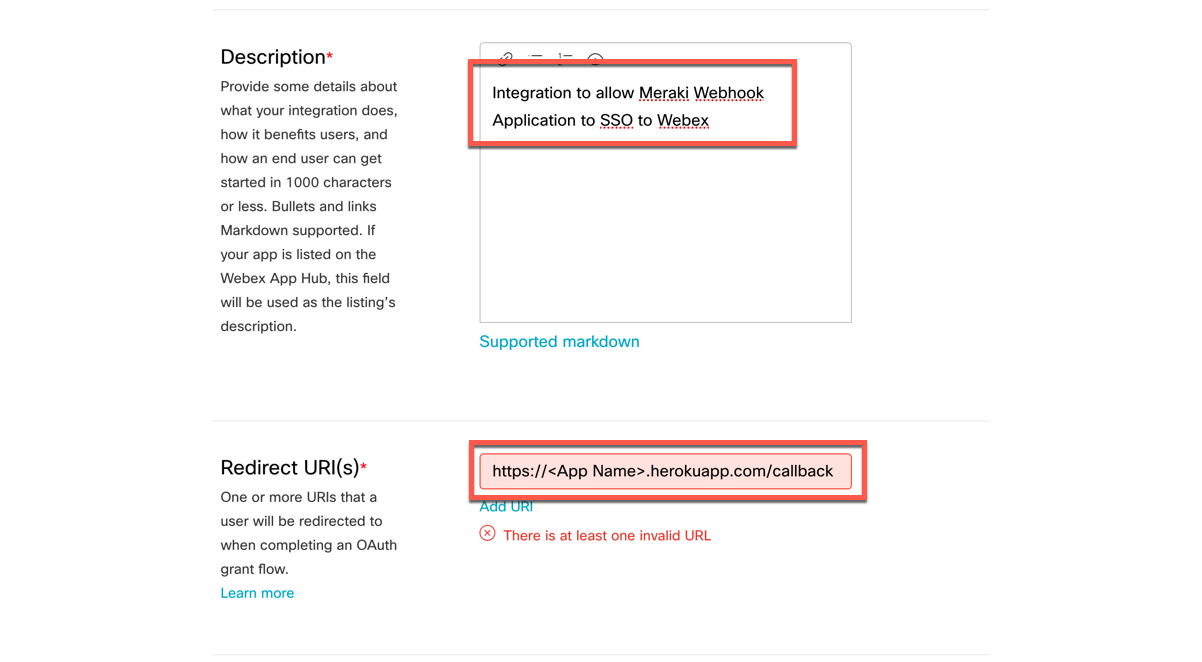 Description*
Provide some details about
what your integration does,
how it benefits users, and
how an end user can get
started in 1000 characters
or less. Bullets and links
Markdown supported. If
your app is listed on the
Webex App Hub, this field
will be used as the listing's
description.
Integration to allow Meraki Webhook
Application to SSO to Webex
Supported markdown
Redirect URI(s)*
One or more URIs that a
user will be redirected to
when completing an OAuth
grant flow.
Learn more
https://<App Name>.herokuapp.com/callback
Add URI
There is at least one invalid URL